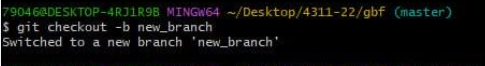 79046@DESKTOP-4RJ1R9B MINGW64 ~/Desktop/4311-22/gbf (master)
$ git checkout -b new_branch
Switched to a new branch 'new_branch'